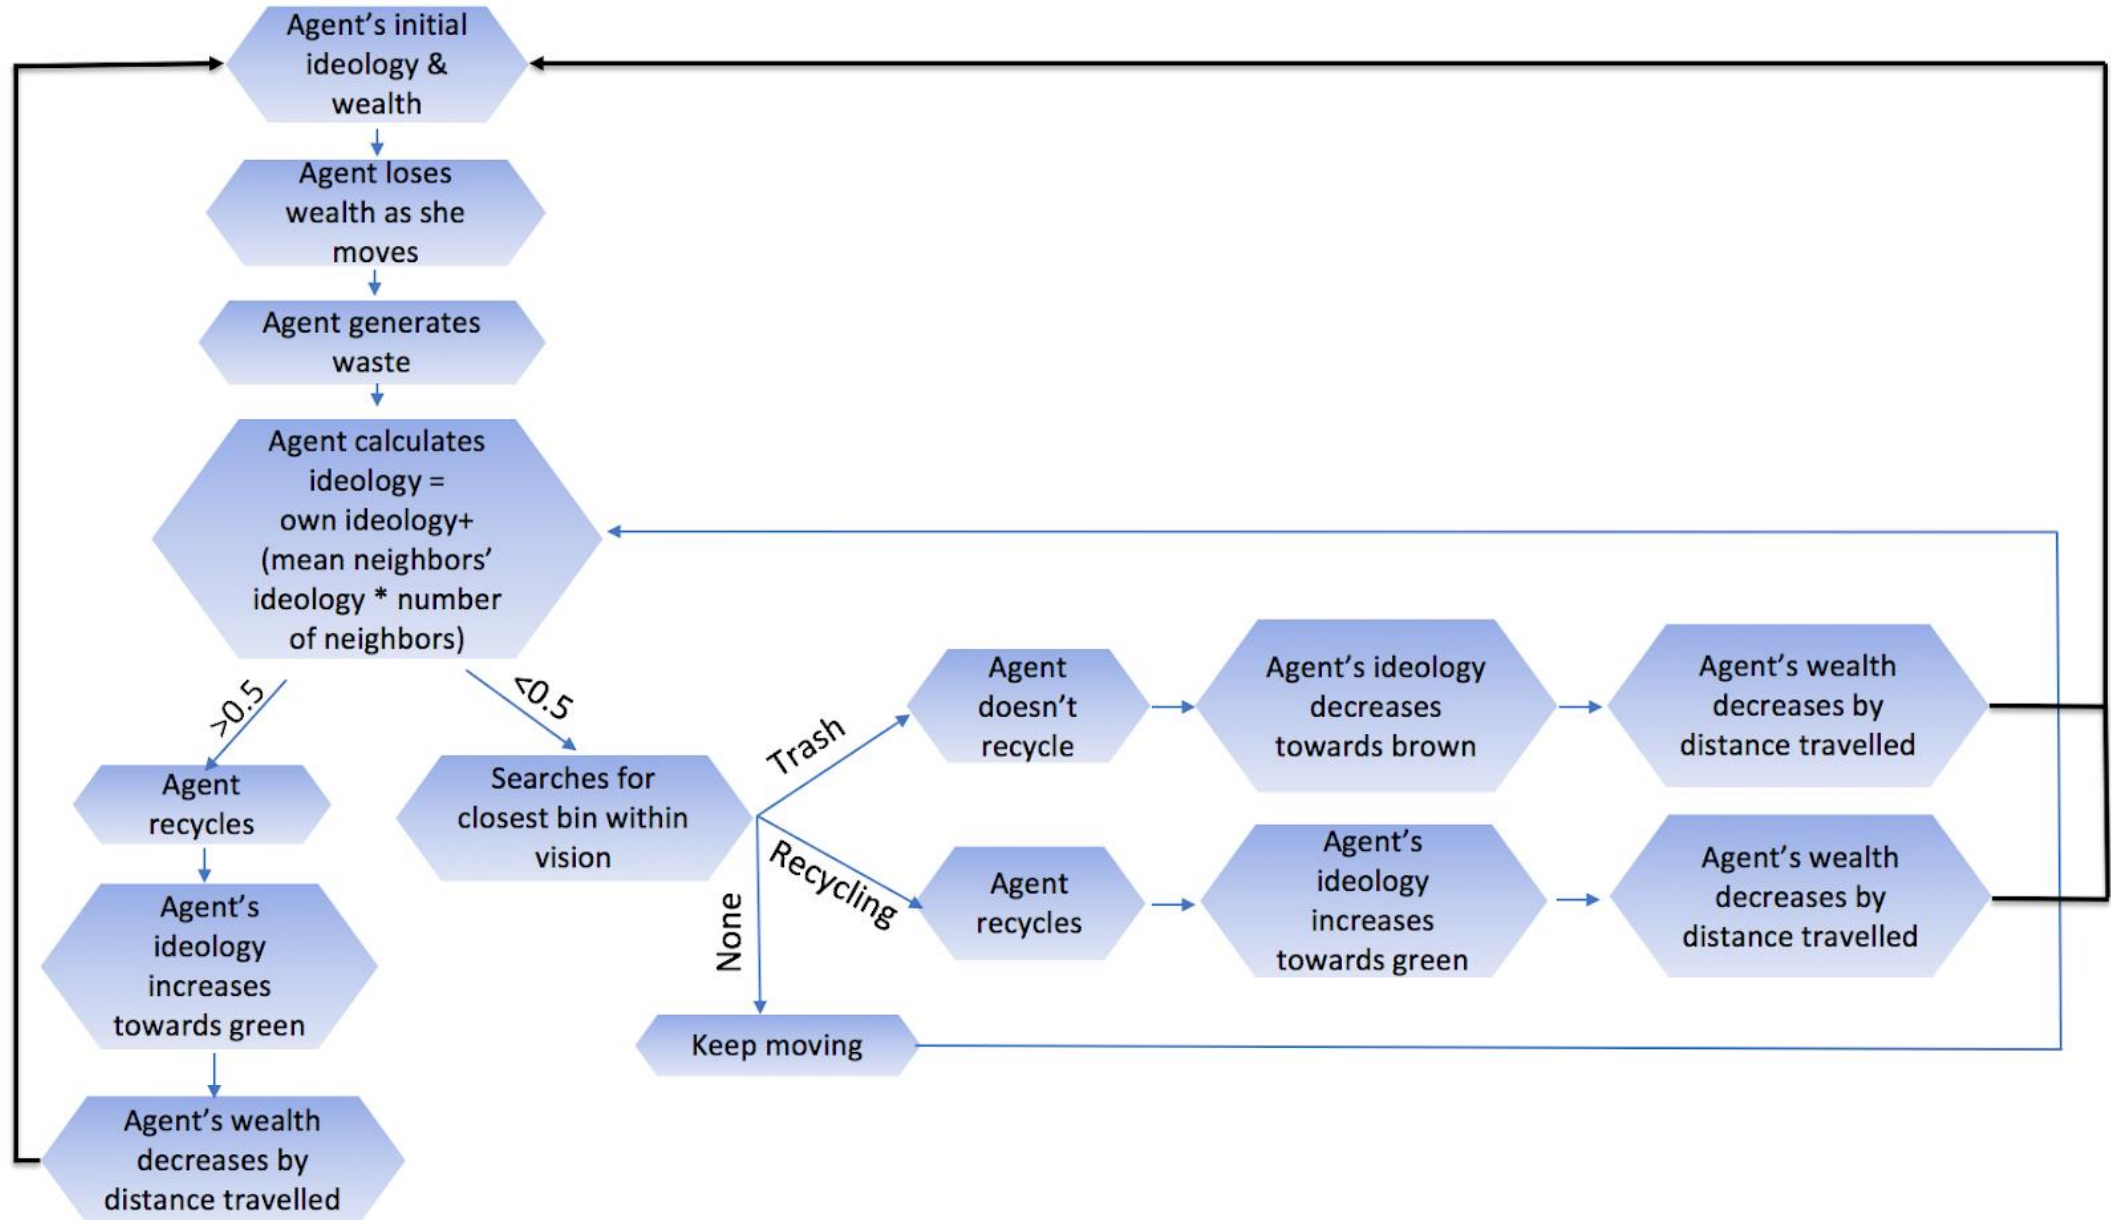 Agent's initial
ideology &
wealth
Agent loses
wealth as she
moves
Agent generates
waste
Agent calculates
ideology =
own ideology+
(mean neighbors'
ideology * number
of neighbors)
>0.5
<0.5
Agent
recycles
Agent's
ideology
increases
towards green
Agent's wealth
decreases by
distance travelled
Searches for
closest bin within
vision
Trash
Recycling
None
Agent
doesn't
recycle
Agent's ideology
decreases
towards brown
Agent's wealth
decreases by
distance travelled
Agent
recycles
Agent's
ideology
increases
towards green
Agent's wealth
decreases by
distance travelled
Keep moving